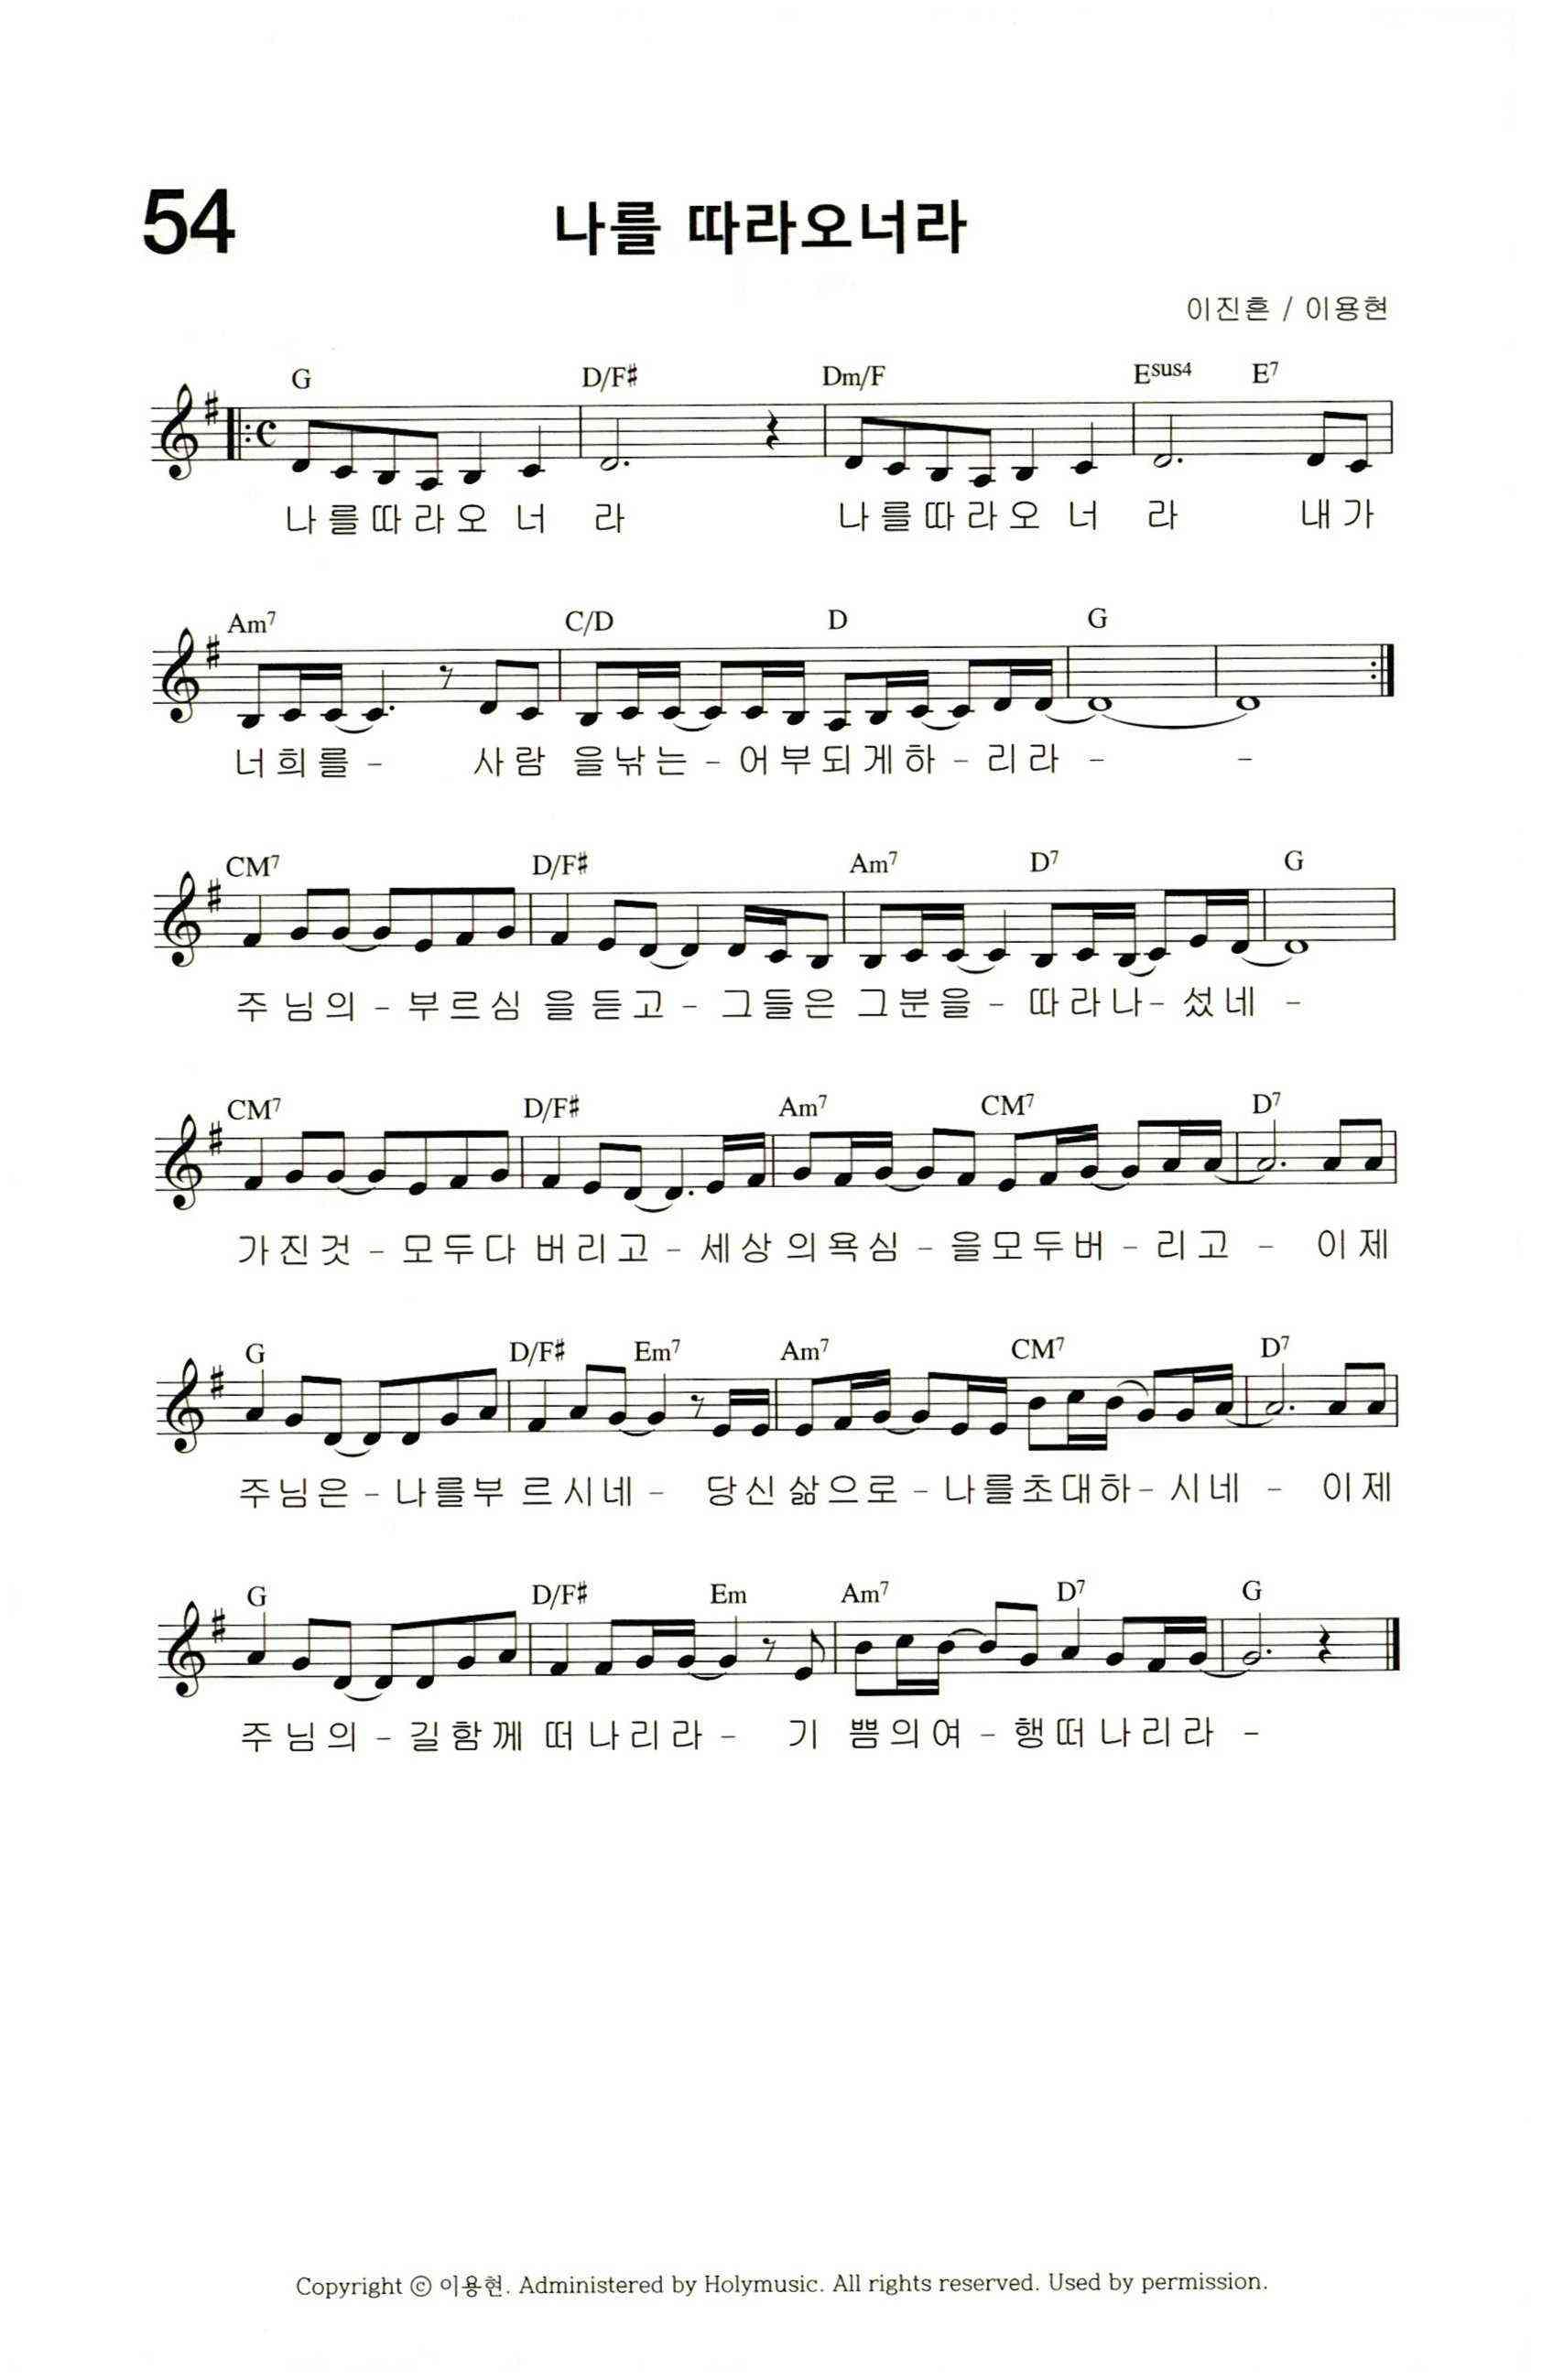 54
나를 따라오너라
이진흔 / 이용현
G D/F♯ Dm/F Esus4 E7
나를따라오 너 라 나를따라오 너 라 내가
Am7 C/D D G
너희를 - 사람 을낚는 - 어부되게하 - 리라 - -
CM7 D/F♯ Am7 D7 G
주 님의 - 부르심 을듣고 - 그들은 그분을 - 따라나- 섰네 -
CM7 D/F♯ Am7 CM7 D7
가진것 - 모두다 버리고 - 세상 의욕심 - 을모두버 - 리고 - 이제
G D/F♯ Em7 Am7 CM7 D7
주님은 - 나를부 르시네 - 당신 삶으로 - 나를초대하- 시네 - 이제
G D/F♯ Em Am7 D7 G
주님의 - 길함께 떠나리라 - 기 쁨의여 - 행떠나리라 -
Copyright ⓒ 이용현. Administered by Holymusic. All rights reserved. Used by permission.